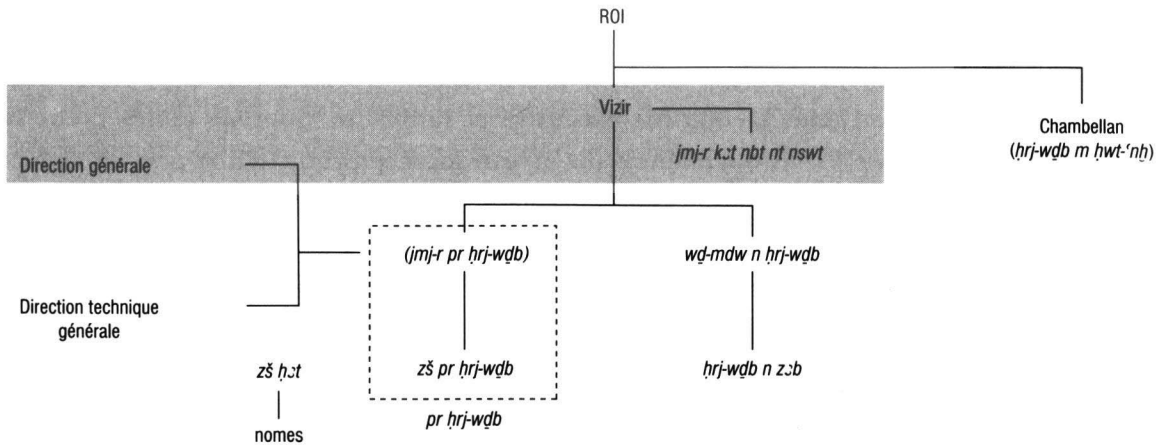 ROI
Vizir
Chambellan
(ḥrj-wḏb m ḥwt-ꜥnḫ)
jmj-r kꜣt nbt nt nswt
Direction générale
(jmj-r pr ḥrj-wḏb)
wḏ-mdw n ḥrj-wḏb
Direction technique
générale
zš ḥꜣt
zš pr ḥrj-wḏb
ḥrj-wḏb n zꜣb
pr ḥrj-wḏb
nomes